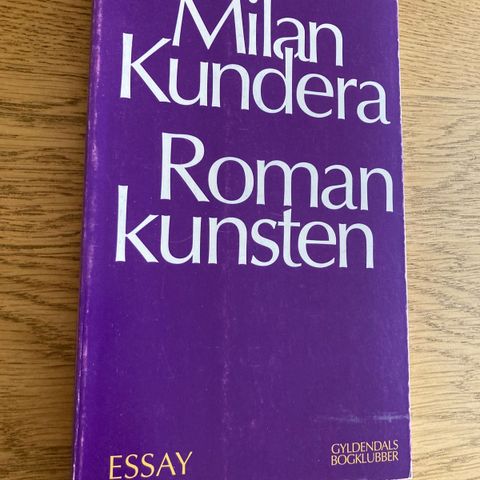 Milan
Kundera
Roman
kunsten
ESSAY
GYLDENDALS
BOGKLUBBER